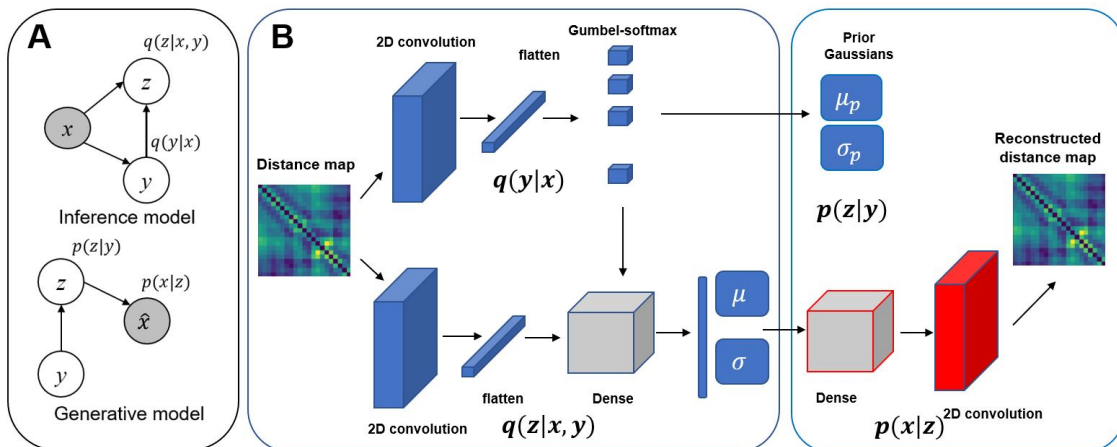 A
q(z|x, y)
z
x
q(y|x)
y
Inference model
p(z|y)
z
p(x|z)
x̂
y
Generative model
B
2D convolution
flatten
Gumbel-softmax
q(y|x)
Distance map
2D convolution
flatten
q(z|x, y)
Dense
μ
σ
Prior
Gaussians
μp
σp
p(z|y)
Reconstructed
distance map
Dense
p(x|z)
2D convolution